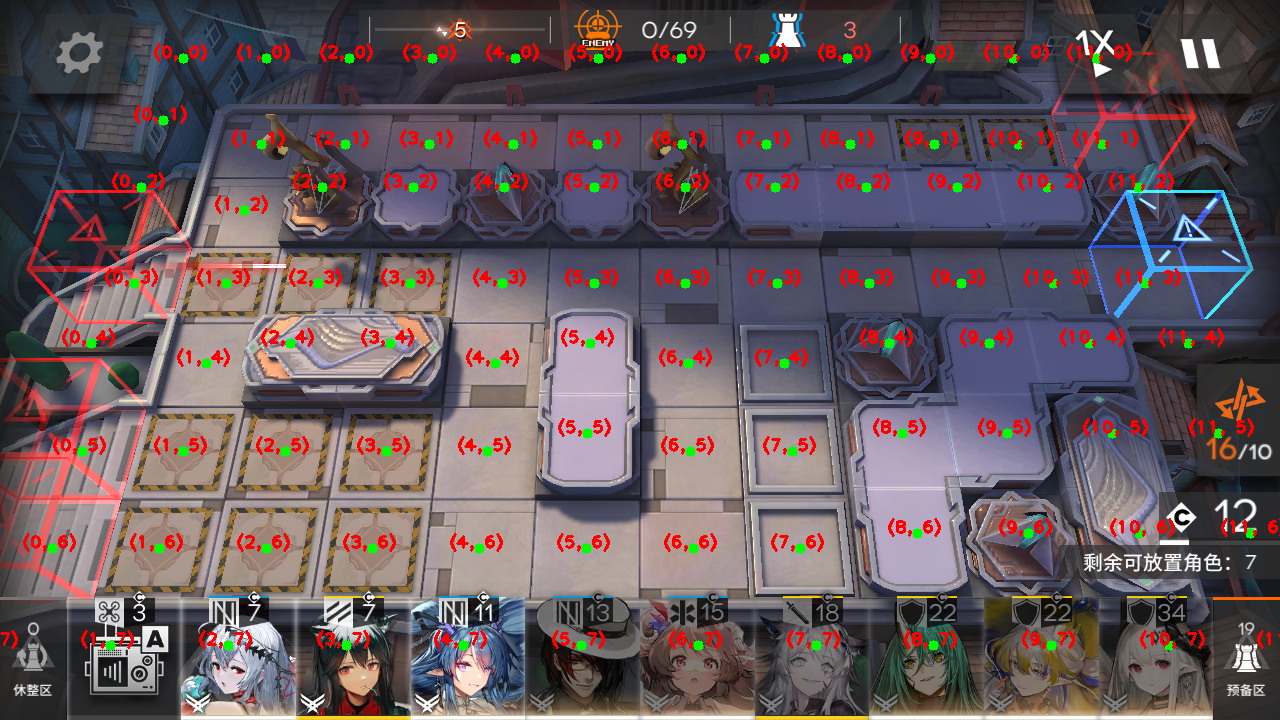 5
ENEMY
0/69
3
1X
(0, 0) (1, 0) (2, 0) (3, 0) (4, 0) (5, 0) (6, 0) (7, 0) (8, 0) (9, 0) (10, 0) (11, 0)
(0, 1) (1, 1) (2, 1) (3, 1) (4, 1) (5, 1) (6, 1) (7, 1) (8, 1) (9, 1) (10, 1) (11, 1)
(0, 2) (1, 2) (2, 2) (3, 2) (4, 2) (5, 2) (6, 2) (7, 2) (8, 2) (9, 2) (10, 2) (11, 2)
(0, 3) (1, 3) (2, 3) (3, 3) (4, 3) (5, 3) (6, 3) (7, 3) (8, 3) (9, 3) (10, 3) (11, 3)
(0, 4) (1, 4) (2, 4) (3, 4) (4, 4) (5, 4) (6, 4) (7, 4) (8, 4) (9, 4) (10, 4) (11, 4)
(0, 5) (1, 5) (2, 5) (3, 5) (4, 5) (5, 5) (6, 5) (7, 5) (8, 5) (9, 5) (10, 5) (11, 5)
16/10
C 12
(0, 6) (1, 6) (2, 6) (3, 6) (4, 6) (5, 6) (6, 6) (7, 6) (8, 6) (9, 6) (10, 6) (11, 6
剩余可放置角色：7
C 3 C 7 C 7 C 11 C 13 C 15 C 18 C 22 C 22 C 34
7) (1, 7) (2, 7) (3, 7) (4, 7) (5, 7) (6, 7) (7, 7) (8, 7) (9, 7) (10, 7) (1
0
A
19
休整区
预备区